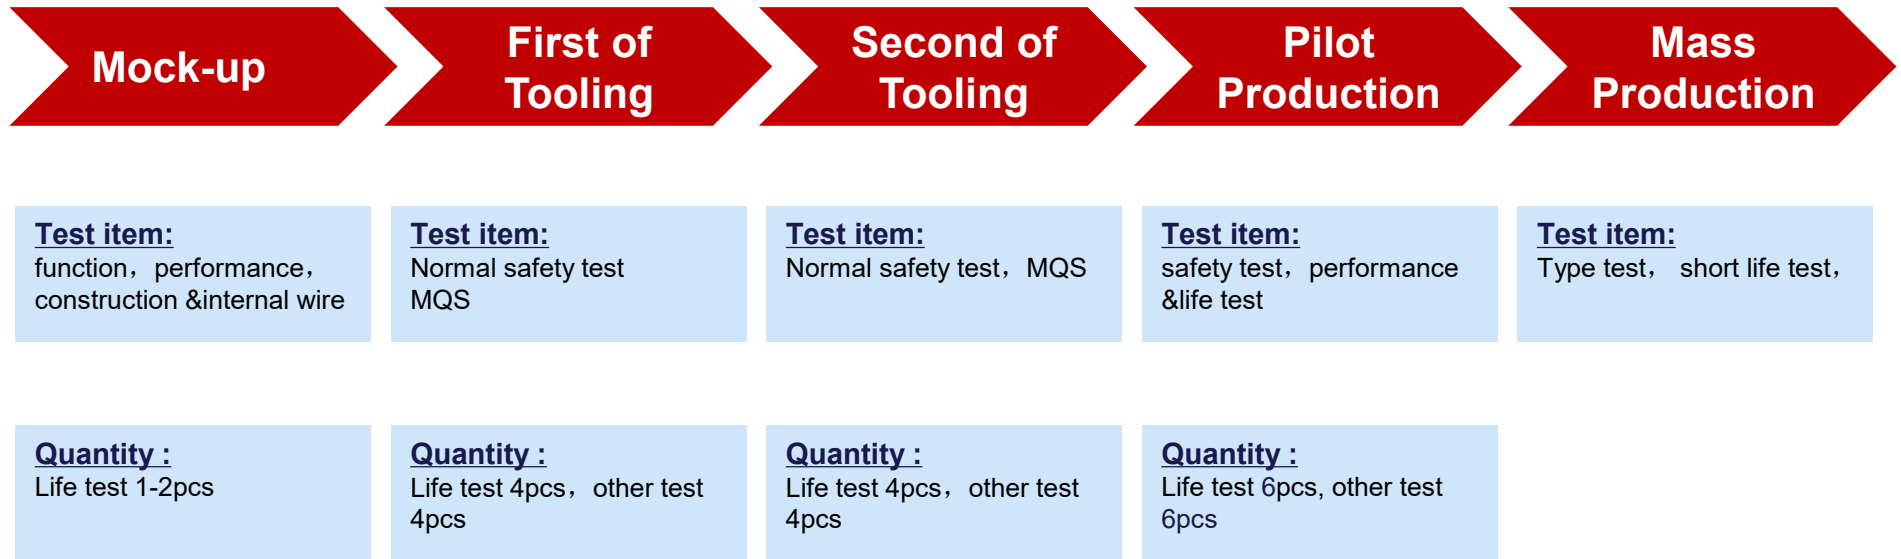 Mock-up
First of
Tooling
Second of
Tooling
Pilot
Production
Mass
Production
Test item:
function，performance，
construction &internal wire
Test item:
Normal safety test
MQS
Test item:
Normal safety test，MQS
Test item:
safety test，performance
&life test
Test item:
Type test， short life test，
Quantity :
Life test 1-2pcs
Quantity :
Life test 4pcs，other test
4pcs
Quantity :
Life test 4pcs，other test
4pcs
Quantity :
Life test 6pcs, other test
6pcs